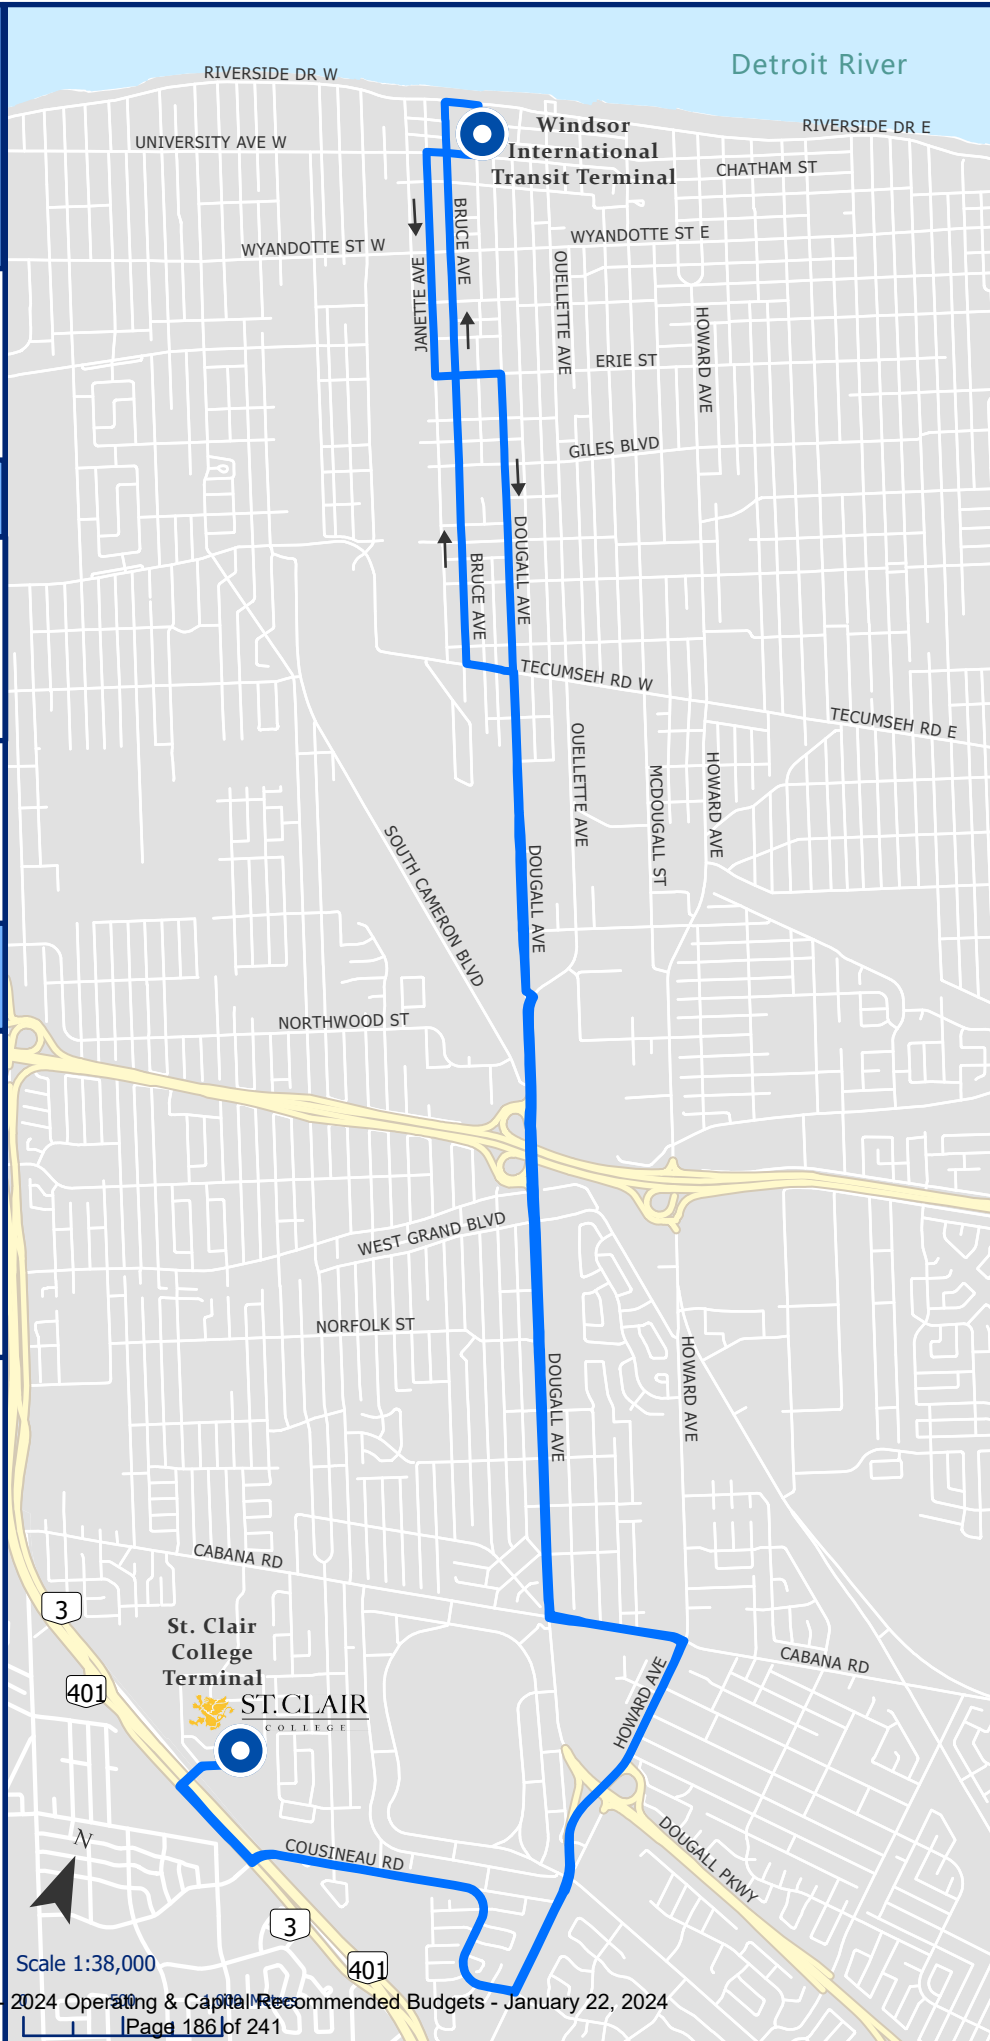 Detroit River
RIVERSIDE DR W
RIVERSIDE DR E
Windsor
International
Transit Terminal
UNIVERSITY AVE W
CHATHAM ST
WYANDOTTE ST W
WYANDOTTE ST E
BRUCE AVE
JANETTE AVE
OUELLETTE AVE
HOWARD AVE
ERIE ST
GILES BLVD
DOUGALL AVE
BRUCE AVE
TECUMSEH RD W
TECUMSEH RD E
OUELLETTE AVE
MCDOUGALL ST
HOWARD AVE
SOUTH CAMERON BLVD
DOUGALL AVE
NORTHWOOD ST
WEST GRAND BLVD
NORFOLK ST
DOUGALL AVE
HOWARD AVE
CABANA RD
3
St. Clair
College
Terminal
401
ST.CLAIR
COLLEGE
CABANA RD
HOWARD AVE
N
COUSINEAU RD
DOUGALL PKWY
3
401
Scale 1:38,000
0 500 1,000 Metres
2024 Operating & Capital Recommended Budgets - January 22, 2024
Page 186 of 241